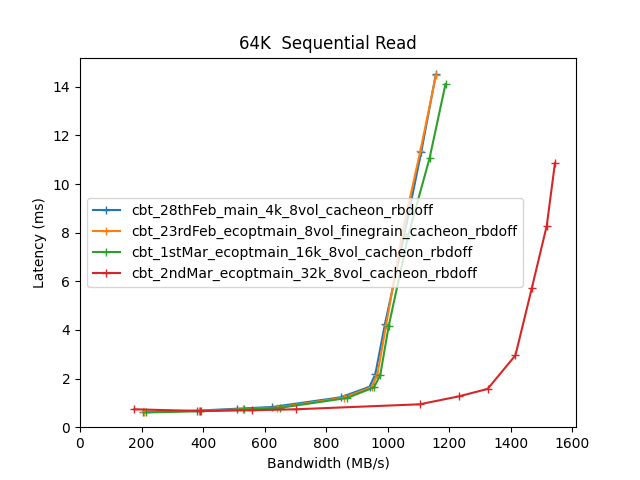 64K  Sequential Read
Latency (ms)
14
12
10
8
6
4
2
0
cbt_28thFeb_main_4k_8vol_cacheon_rbdoff
cbt_23rdFeb_ecoptmain_8vol_finegrain_cacheon_rbdoff
cbt_1stMar_ecoptmain_16k_8vol_cacheon_rbdoff
cbt_2ndMar_ecoptmain_32k_8vol_cacheon_rbdoff
0 200 400 600 800 1000 1200 1400 1600
Bandwidth (MB/s)